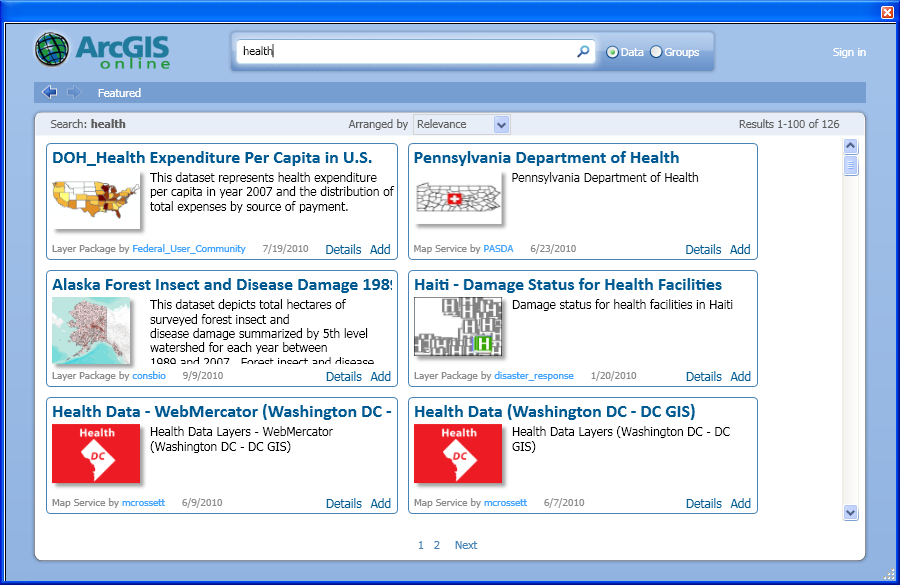 ArcGIS
online
health
Data
Groups
Sign in
Featured
Search: health
Arranged by
Relevance
Results 1-100 of 126
DOH_Health Expenditure Per Capita in U.S.
This dataset represents health expenditure
per capita in year 2007 and the distribution of
total expenses by source of payment.
Layer Package by Federal_User_Community 7/19/2010 Details Add
Pennsylvania Department of Health
Pennsylvania Department of Health
Map Service by PASDA 6/23/2010 Details Add
Alaska Forest Insect and Disease Damage 198
This dataset depicts total hectares of
surveyed forest insect and
disease damage summarized by 5th level
watershed for each year between
1989 and 2007. Forest insect and disease
Layer Package by consbio 9/9/2010 Details Add
Haiti - Damage Status for Health Facilities
H
Damage status for health facilities in Haiti
Layer Package by disaster_response 1/20/2010 Details Add
Health Data - WebMercator (Washington DC -
Health
DC
Health Data Layers - WebMercator
(Washington DC - DC GIS)
Map Service by mcrossett 6/9/2010 Details Add
Health Data (Washington DC - DC GIS)
Health
DC
Health Data Layers (Washington DC - DC
GIS)
Map Service by mcrossett 6/7/2010 Details Add
1 2 Next